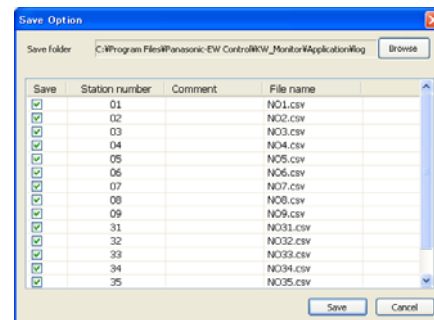 Save Option
Save folder C:¥Program Files¥Panasonic-EW Control¥KW_Monitor¥Application¥log Browse
Save Station number Comment File name
01 NO1.csv
02 NO2.csv
03 NO3.csv
04 NO4.csv
05 NO5.csv
06 NO6.csv
07 NO7.csv
08 NO8.csv
09 NO9.csv
31 NO31.csv
32 NO32.csv
33 NO33.csv
34 NO34.csv
35 NO35.csv
Save Cancel